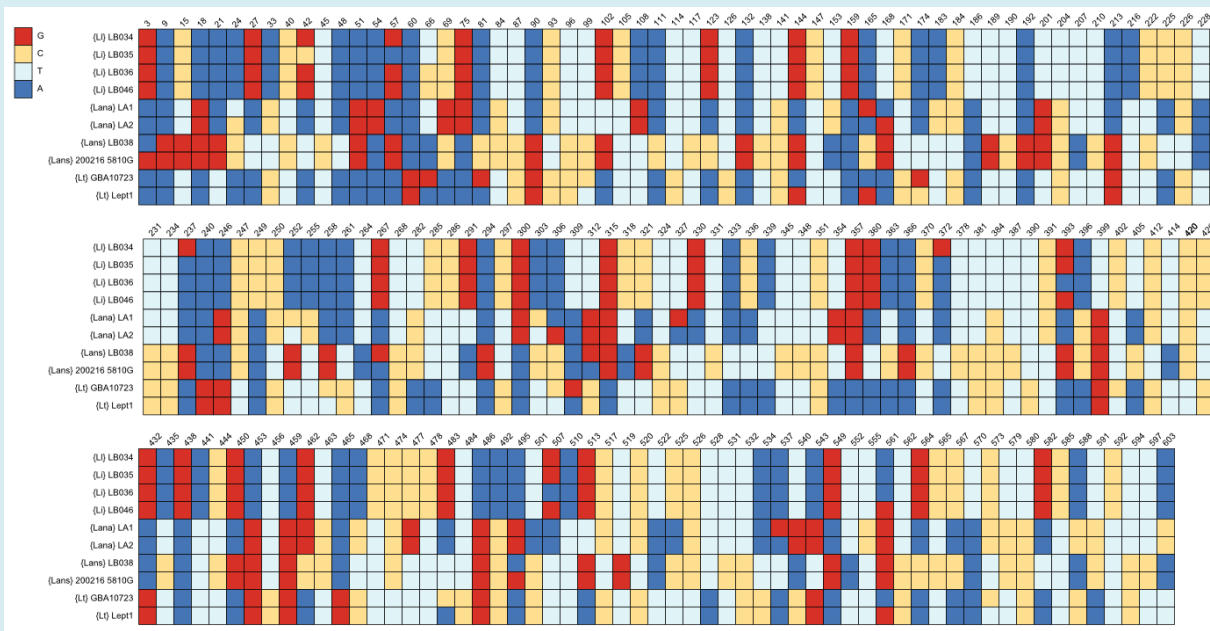 G
C
T
A
3 9 15 18 21 24 27 33 40 42 45 48 51 54 57 60 66 69 75 81 84 87 90 93 96 99 102 105 108 111 114 117 123 126 132 138 141 144 147 153 159 165 168 171 174 183 184 186 189 190 192 201 204 207 210 213 216 222 225 226 228
{Li} LB034
{Li} LB035
{Li} LB036
{Li} LB046
{Lana} LA1
{Lana} LA2
{Lans} LB038
{Lans} 200216 5810G
{Lt} GBA10723
{Lt} Lept1
231 234 237 240 246 247 249 250 252 255 258 261 264 267 268 282 285 286 291 294 297 300 303 306 309 312 315 318 321 324 327 330 331 333 336 339 345 348 351 354 357 360 363 366 370 372 378 381 384 387 390 391 393 396 399 402 405 412 414 420
{Li} LB034
{Li} LB035
{Li} LB036
{Li} LB046
{Lana} LA1
{Lana} LA2
{Lans} LB038
{Lans} 200216 5810G
{Lt} GBA10723
{Lt} Lept1
432 435 438 441 444 450 453 456 459 462 463 465 468 471 474 477 478 483 484 486 492 495 501 507 510 513 517 519 520 522 525 526 528 531 532 534 537 540 543 549 552 555 561 562 564 565 567 570 573 579 580 582 585 588 591 592 594 597 603
{Li} LB034
{Li} LB035
{Li} LB036
{Li} LB046
{Lana} LA1
{Lana} LA2
{Lans} LB038
{Lans} 200216 5810G
{Lt} GBA10723
{Lt} Lept1